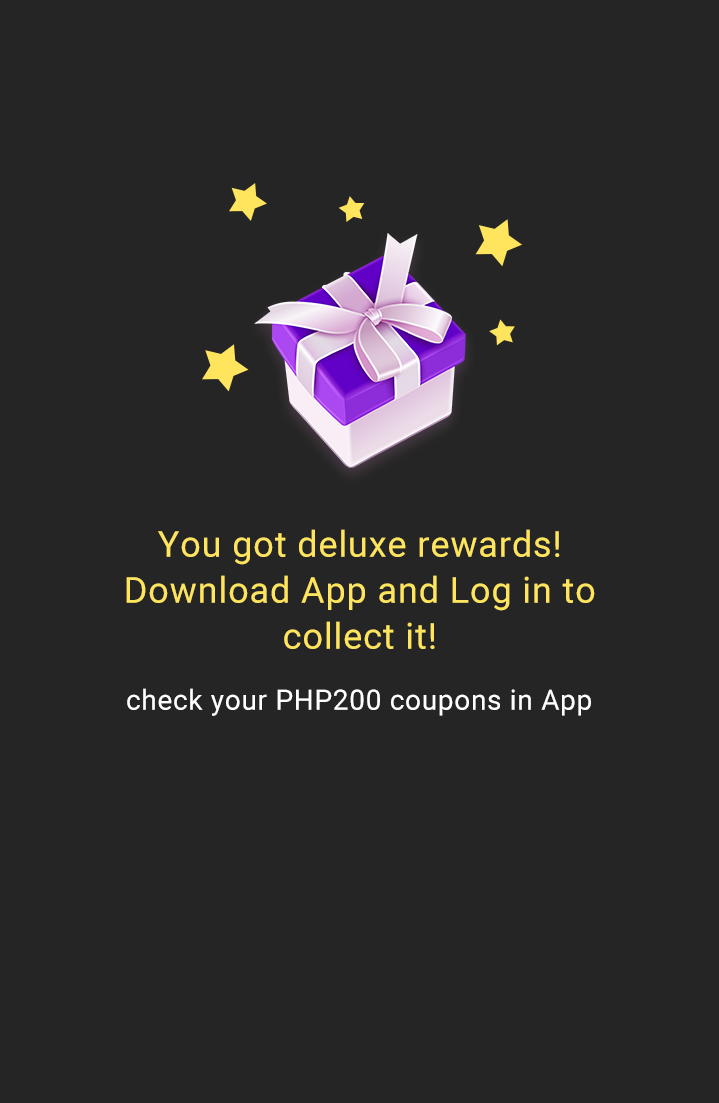 You got deluxe rewards!
Download App and Log in to
collect it!
check your PHP200 coupons in App